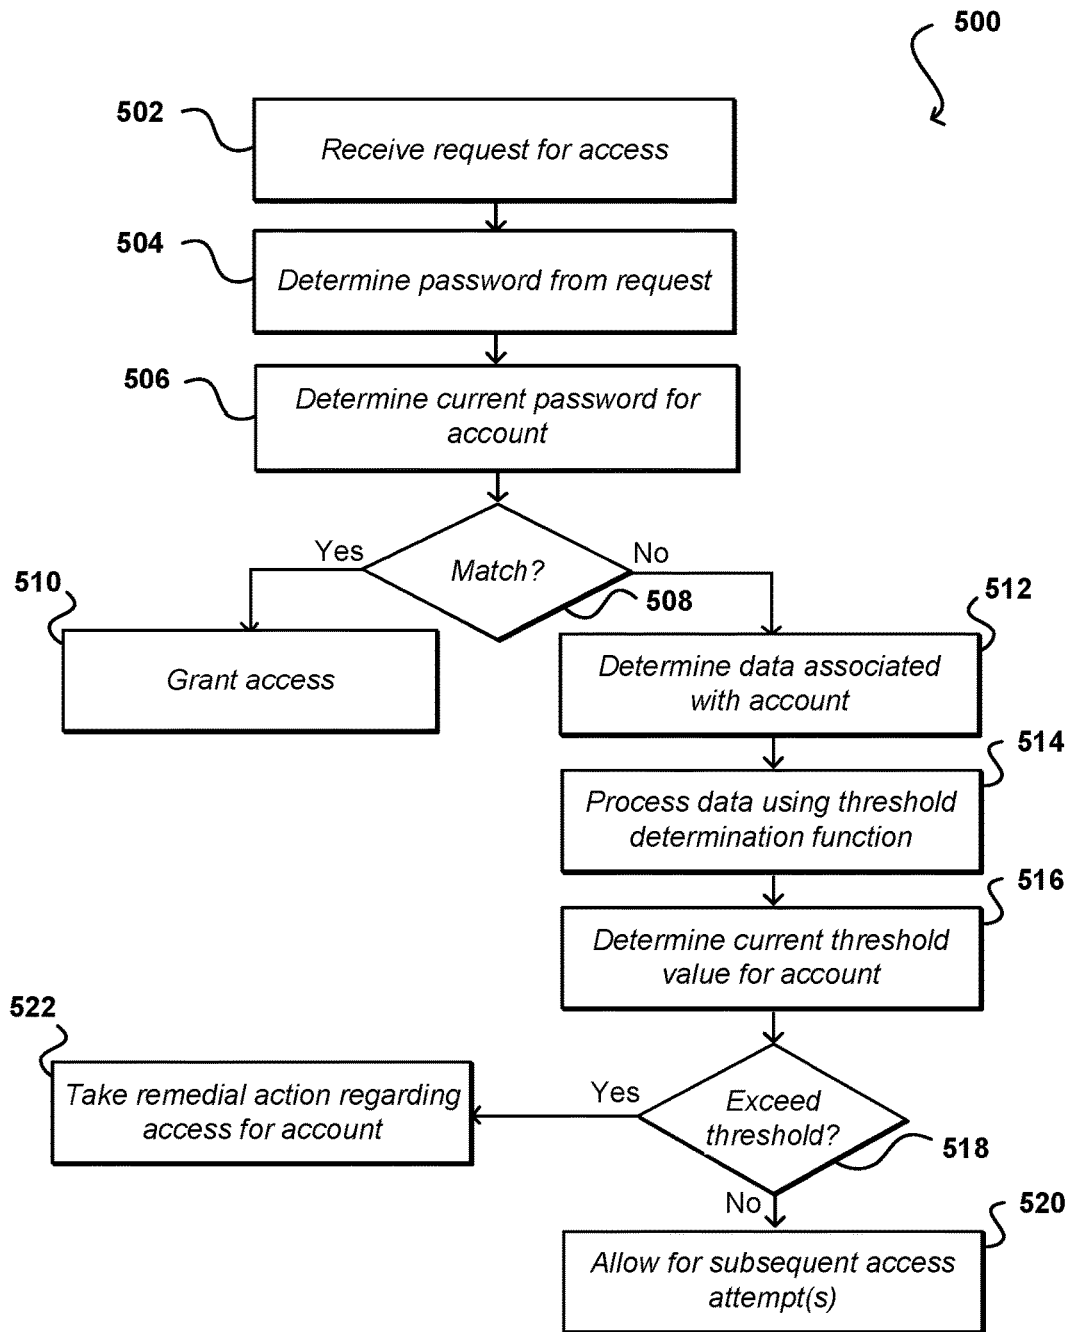 500
502
Receive request for access
504
Determine password from request
506
Determine current password for
account
Yes
Match?
No
508
510
Grant access
512
Determine data associated
with account
514
Process data using threshold
determination function
516
Determine current threshold
value for account
522
Take remedial action regarding
access for account
Yes
Exceed
threshold?
518
No
520
Allow for subsequent access
attempt(s)